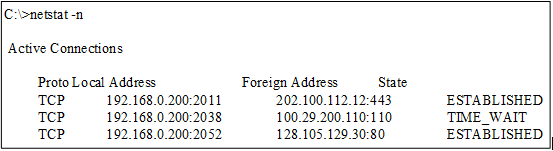 C:\>netstat -n
Active Connections
Proto Local Address Foreign Address State
TCP 192.168.0.200:2011 202.100.112.12:443 ESTABLISHED
TCP 192.168.0.200:2038 100.29.200.110:110 TIME_WAIT
TCP 192.168.0.200:2052 128.105.129.30:80 ESTABLISHED